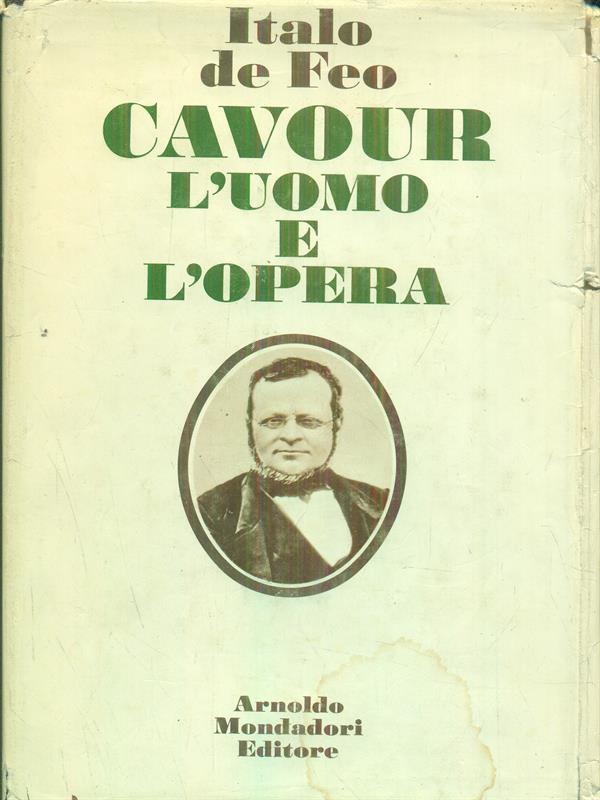 Italo
de Feo
CAVOUR
L'UOMO
E
L'OPERA
Arnoldo
Mondadori
Editore